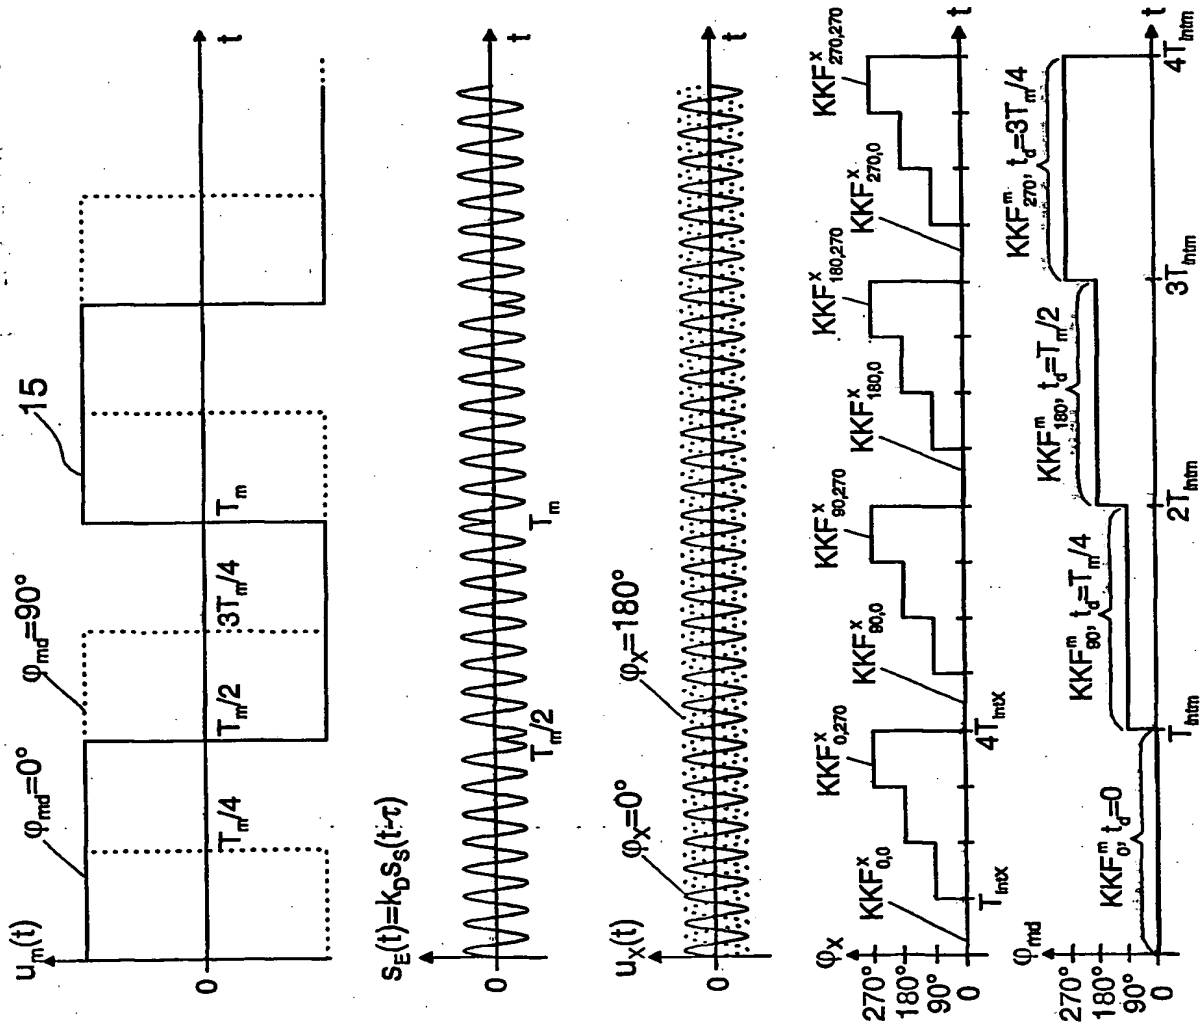 u_m(t)
φ_md=0°
φ_md=90°
15
T_m/4
T_m/2
3T_m/4
T_m
0
t
S_E(t)=k_D S_S(t-τ)
T_m/2
T_m
0
t
u_X(t)
φ_X=0°
φ_X=180°
0
t
φ_X
270°
180°
90°
0
KKF^X_0,0
KKF^X_0,270
KKF^X_90,0
KKF^X_90,270
KKF^X_180,0
KKF^X_180,270
KKF^X_270,0
KKF^X_270,270
T_IntX
4T_IntX
t
φ_md
270°
180°
90°
0
KKF^m_0, t_d=0
KKF^m_90, t_d=T_m/4
KKF^m_180, t_d=T_m/2
KKF^m_270, t_d=3T_m/4
T_Intm
2T_Intm
3T_Intm
4T_Intm
t